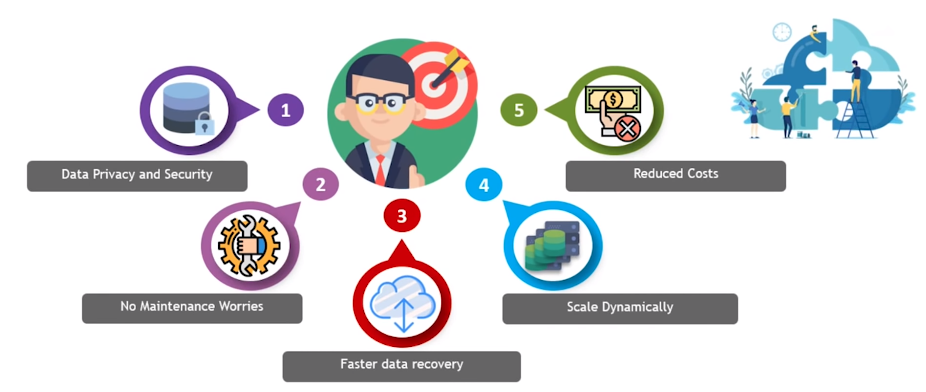 1
Data Privacy and Security
2
No Maintenance Worries
3
Faster data recovery
4
Scale Dynamically
5
Reduced Costs
$